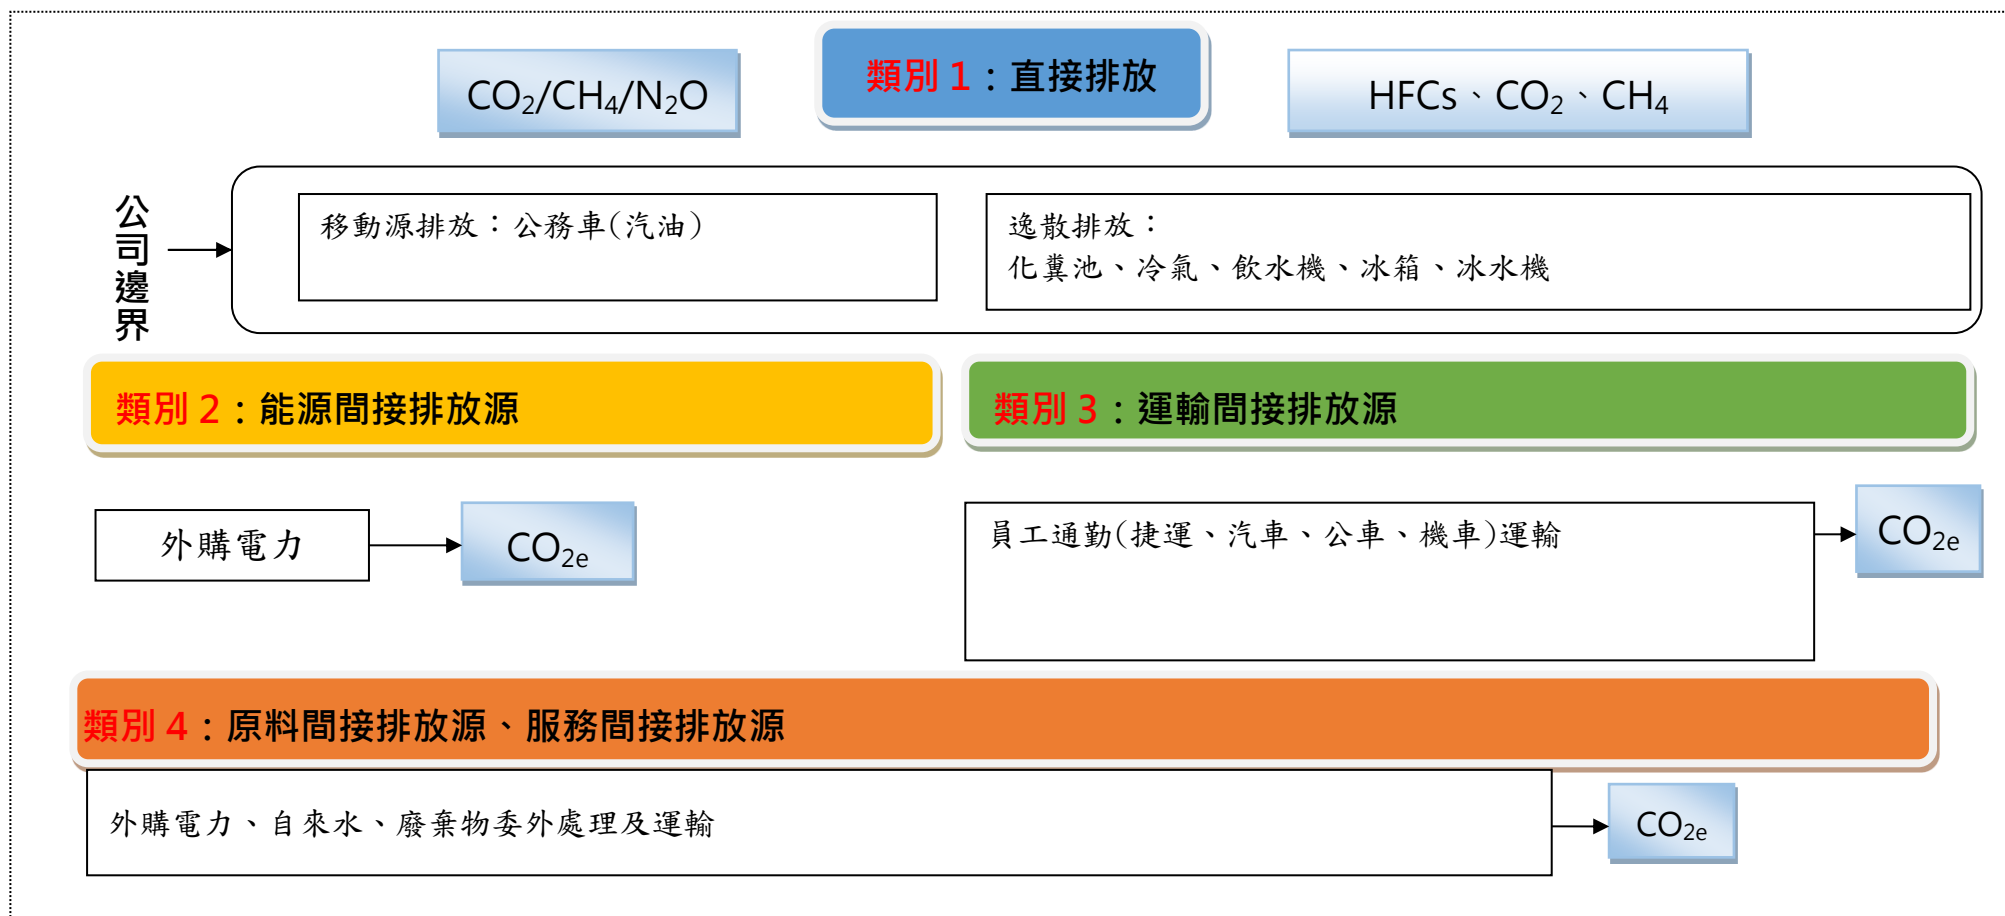 類別 1：直接排放
CO₂/CH₄/N₂O
HFCs、CO₂、CH₄
公司邊界
移動源排放：公務車(汽油)
逸散排放：
化糞池、冷氣、飲水機、冰箱、冰水機
類別 2：能源間接排放源
類別 3：運輸間接排放源
外購電力
CO₂e
員工通勤(捷運、汽車、公車、機車)運輸
CO₂e
類別 4：原料間接排放源、服務間接排放源
外購電力、自來水、廢棄物委外處理及運輸
CO₂e